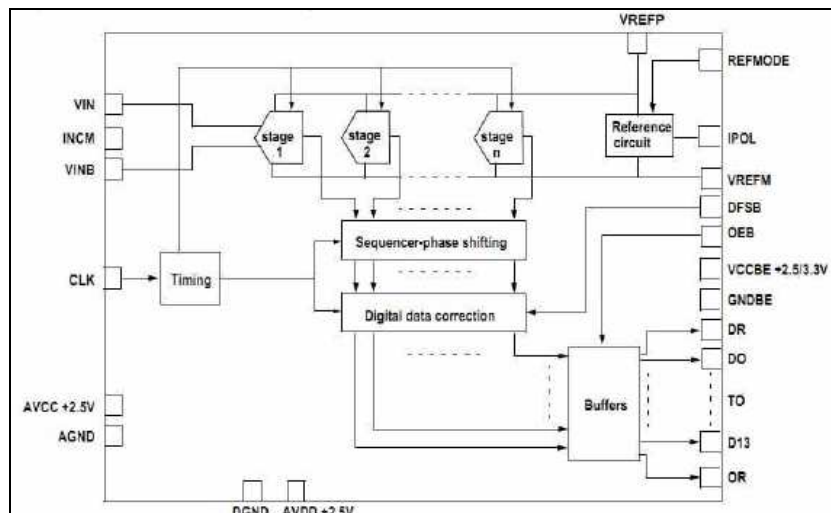 VREFP
REFMODE
VIN
INCM
VINB
stage
1
stage
2
stage
n
Reference
circuit
IPOL
VREFM
DFSB
OEB
Sequencer-phase shifting
CLK
Timing
VCCBE +2.5/3.3V
GNDBE
Digital data correction
DR
DO
Buffers
TO
AVCC +2.5V
AGND
D13
OR
DGND
AVDD +2.5V